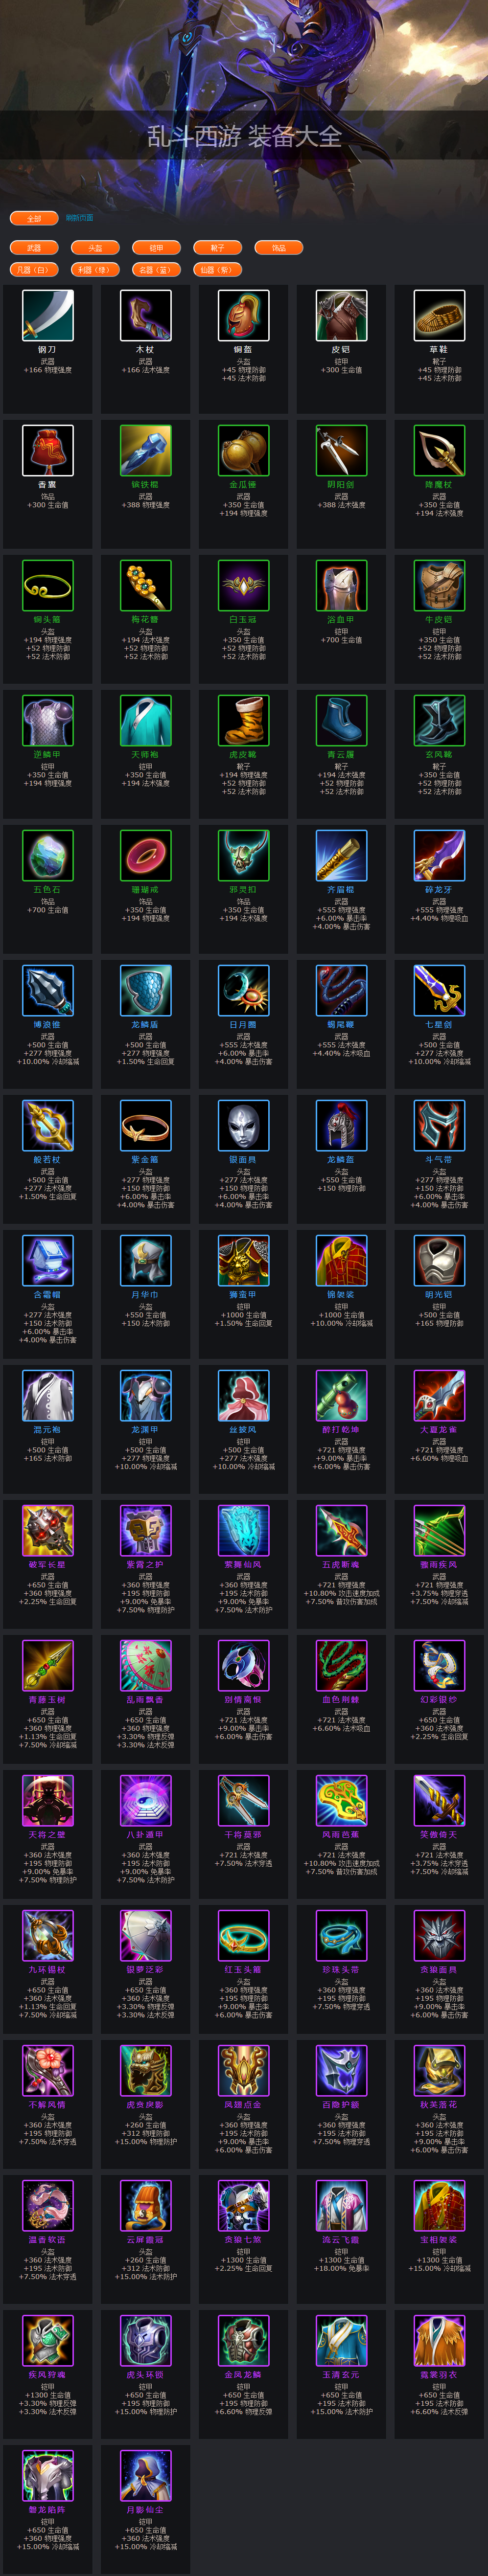 乱斗西游 装备大全
全部 刷新页面
武器 头盔 铠甲 靴子 饰品
凡器（白） 利器（绿） 名器（蓝） 仙器（紫）
钢刀
武器
+166 物理强度
木杖
武器
+166 法术强度
铜盔
头盔
+45 物理防御
+45 法术防御
皮铠
铠甲
+300 生命值
草鞋
靴子
+45 物理防御
+45 法术防御
香囊
饰品
+300 生命值
镔铁棍
武器
+388 物理强度
金瓜锤
武器
+350 生命值
+194 物理强度
阴阳剑
武器
+388 法术强度
降魔杖
武器
+350 生命值
+194 法术强度
铜头箍
头盔
+194 物理强度
+52 物理防御
+52 法术防御
梅花簪
头盔
+194 法术强度
+52 物理防御
+52 法术防御
白玉冠
头盔
+350 生命值
+52 物理防御
+52 法术防御
浴血甲
铠甲
+700 生命值
牛皮铠
铠甲
+350 生命值
+52 物理防御
+52 法术防御
逆鳞甲
铠甲
+350 生命值
+194 物理强度
天师袍
铠甲
+350 生命值
+194 法术强度
虎皮靴
靴子
+194 物理强度
+52 物理防御
+52 法术防御
青云履
靴子
+194 法术强度
+52 物理防御
+52 法术防御
玄风靴
靴子
+350 生命值
+52 物理防御
+52 法术防御
五色石
饰品
+700 生命值
珊瑚戒
饰品
+350 生命值
+194 物理强度
邪灵扣
饰品
+350 生命值
+194 法术强度
齐眉棍
武器
+555 物理强度
+6.00% 暴击率
+4.00% 暴击伤害
碎龙牙
武器
+555 物理强度
+4.40% 物理吸血
博浪锥
武器
+500 生命值
+277 物理强度
+10.00% 冷却缩减
龙鳞盾
武器
+500 生命值
+277 物理强度
+1.50% 生命回复
日月圈
武器
+555 法术强度
+6.00% 暴击率
+4.00% 暴击伤害
蝎尾鞭
武器
+555 法术强度
+4.40% 法术吸血
七星剑
武器
+500 生命值
+277 法术强度
+10.00% 冷却缩减
般若杖
武器
+500 生命值
+277 法术强度
+1.50% 生命回复
紫金箍
头盔
+277 物理强度
+150 物理防御
+6.00% 暴击率
+4.00% 暴击伤害
银面具
头盔
+277 法术强度
+150 物理防御
+6.00% 暴击率
+4.00% 暴击伤害
龙鳞盔
头盔
+550 生命值
+150 物理防御
斗气带
头盔
+277 物理强度
+150 法术防御
+6.00% 暴击率
+4.00% 暴击伤害
含霜帽
头盔
+277 法术强度
+150 法术防御
+6.00% 暴击率
+4.00% 暴击伤害
月华巾
头盔
+550 生命值
+150 法术防御
狮蛮甲
铠甲
+1000 生命值
+1.50% 生命回复
锦袈裟
铠甲
+1000 生命值
+10.00% 冷却缩减
明光铠
铠甲
+500 生命值
+165 物理防御
混元袍
铠甲
+500 生命值
+165 法术防御
龙渊甲
铠甲
+500 生命值
+277 物理强度
+10.00% 冷却缩减
丝披风
铠甲
+500 生命值
+277 法术强度
+10.00% 冷却缩减
醉打乾坤
武器
+721 物理强度
+9.00% 暴击率
+6.00% 暴击伤害
大夏龙雀
武器
+721 物理强度
+6.60% 物理吸血
破军长星
武器
+650 生命值
+360 物理强度
+2.25% 生命回复
紫霄之护
武器
+360 物理强度
+195 物理防御
+9.00% 免暴率
+7.50% 物理防护
萦舞仙风
武器
+360 物理强度
+195 法术防御
+9.00% 免暴率
+7.50% 法术防护
五虎断魂
武器
+721 物理强度
+10.80% 攻击速度加成
+7.50% 普攻伤害加成
骤雨疾风
武器
+721 物理强度
+3.75% 物理穿透
+7.50% 冷却缩减
青藤玉树
武器
+650 生命值
+360 物理强度
+1.13% 生命回复
+7.50% 冷却缩减
乱雨飘香
武器
+650 生命值
+360 物理强度
+3.30% 物理反弹
+3.30% 法术反弹
别情离恨
武器
+721 法术强度
+9.00% 暴击率
+6.00% 暴击伤害
血色荆棘
武器
+721 法术强度
+6.60% 法术吸血
幻彩银纱
武器
+650 生命值
+360 法术强度
+2.25% 生命回复
天将之壁
武器
+360 法术强度
+195 物理防御
+9.00% 免暴率
+7.50% 物理防护
八卦遁甲
武器
+360 法术强度
+195 法术防御
+9.00% 免暴率
+7.50% 法术防护
干将莫邪
武器
+721 法术强度
+7.50% 法术穿透
风雨芭蕉
武器
+721 法术强度
+10.80% 攻击速度加成
+7.50% 普攻伤害加成
笑傲倚天
武器
+721 法术强度
+3.75% 法术穿透
+7.50% 冷却缩减
九环锡杖
武器
+650 生命值
+360 法术强度
+1.13% 生命回复
+7.50% 冷却缩减
银萝泛彩
武器
+650 生命值
+360 法术强度
+3.30% 物理反弹
+3.30% 法术反弹
红玉头箍
头盔
+360 物理强度
+195 物理防御
+9.00% 暴击率
+6.00% 暴击伤害
珍珠头带
头盔
+360 物理强度
+195 物理防御
+7.50% 物理穿透
贪狼面具
头盔
+360 法术强度
+195 物理防御
+9.00% 暴击率
+6.00% 暴击伤害
不解风情
头盔
+360 法术强度
+195 物理防御
+7.50% 法术穿透
虎贲虎影
头盔
+260 生命值
+312 物理防御
+15.00% 物理防护
凤翅点金
头盔
+360 物理强度
+195 法术防御
+9.00% 暴击率
+6.00% 暴击伤害
百隐护额
头盔
+360 物理强度
+195 法术防御
+7.50% 物理穿透
秋芙落花
头盔
+360 法术强度
+195 法术防御
+9.00% 暴击率
+6.00% 暴击伤害
温香软语
头盔
+360 法术强度
+195 法术防御
+7.50% 法术穿透
云屏霞冠
头盔
+260 生命值
+312 法术防御
+15.00% 法术防护
贪狼七煞
铠甲
+1300 生命值
+2.25% 生命回复
流云飞霞
铠甲
+1300 生命值
+18.00% 免暴率
宝相袈裟
铠甲
+1300 生命值
+15.00% 冷却缩减
疾风狩魂
铠甲
+1300 生命值
+3.30% 物理反弹
+3.30% 法术反弹
虎头环锁
铠甲
+650 生命值
+195 物理防御
+15.00% 物理防护
金凤龙鳞
铠甲
+650 生命值
+195 物理防御
+6.60% 物理反弹
玉清玄元
铠甲
+650 生命值
+195 法术防御
+15.00% 法术防护
霓裳羽衣
铠甲
+650 生命值
+195 法术防御
+6.60% 法术反弹
碧龙陷阵
铠甲
+650 生命值
+360 物理强度
+15.00% 冷却缩减
月影仙尘
铠甲
+650 生命值
+360 法术强度
+15.00% 冷却缩减